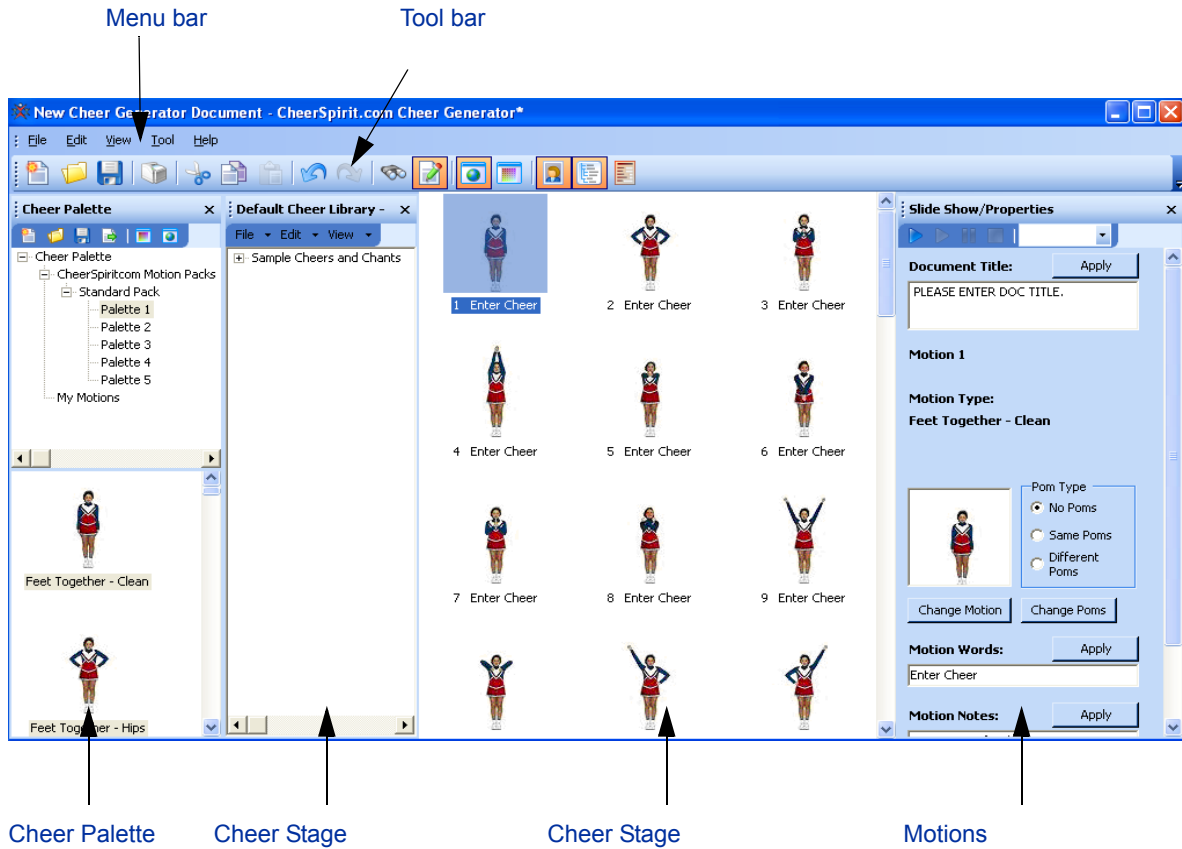 Menu bar
Tool bar
New Cheer Generator Document - CheerSpirit.com Cheer Generator*
File Edit View Tool Help
Cheer Palette
Cheer Palette
CheerSpiritcom Motion Packs
Standard Pack
Palette 1
Palette 2
Palette 3
Palette 4
Palette 5
My Motions
Feet Together - Clean
Feet Together - Hips
Default Cheer Library -
File Edit View
Sample Cheers and Chants
1 Enter Cheer
2 Enter Cheer
3 Enter Cheer
4 Enter Cheer
5 Enter Cheer
6 Enter Cheer
7 Enter Cheer
8 Enter Cheer
9 Enter Cheer
Slide Show/Properties
Document Title:
Apply
PLEASE ENTER DOC TITLE.
Motion 1
Motion Type:
Feet Together - Clean
Pom Type
No Poms
Same Poms
Different
Poms
Change Motion
Change Poms
Motion Words:
Apply
Enter Cheer
Motion Notes:
Apply
Cheer Palette
Cheer Stage
Cheer Stage
Motions